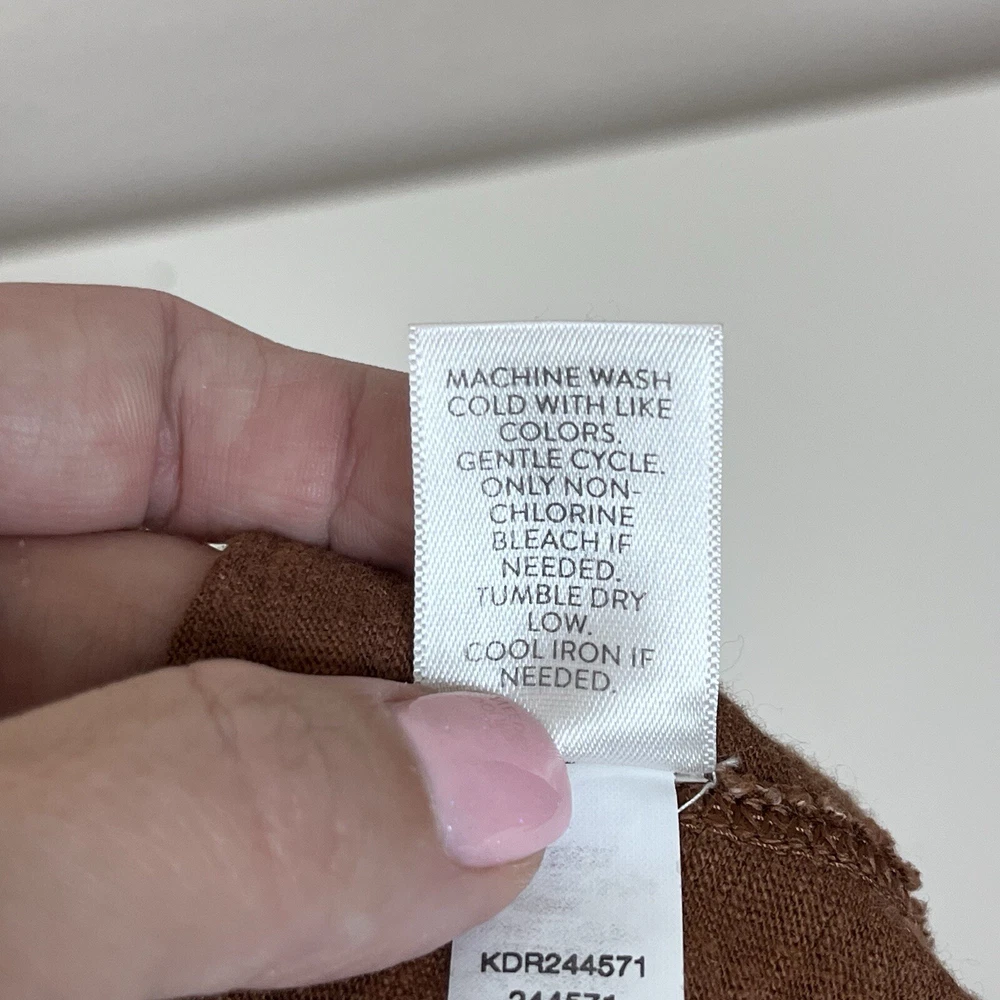 MACHINE WASH
COLD WITH LIKE
COLORS.
GENTLE CYCLE.
ONLY NON-
CHLORINE
BLEACH IF
NEEDED.
TUMBLE DRY
LOW.
COOL IRON IF
NEEDED.
KDR244571
244571